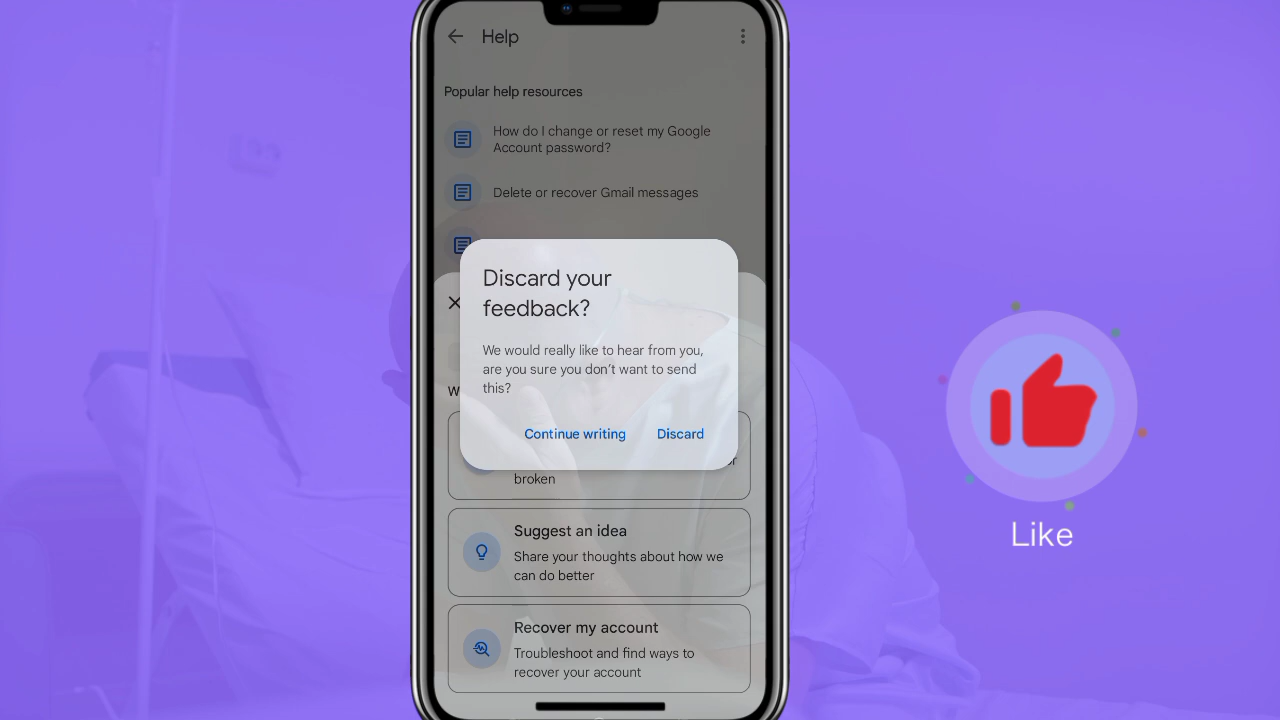 Help
Popular help resources
How do I change or reset my Google
Account password?
Delete or recover Gmail messages
Discard your
feedback?
We would really like to hear from you,
are you sure you don't want to send
this?
Continue writing Discard
broken
Suggest an idea
Share your thoughts about how we
can do better
Recover my account
Troubleshoot and find ways to
recover your account
Like